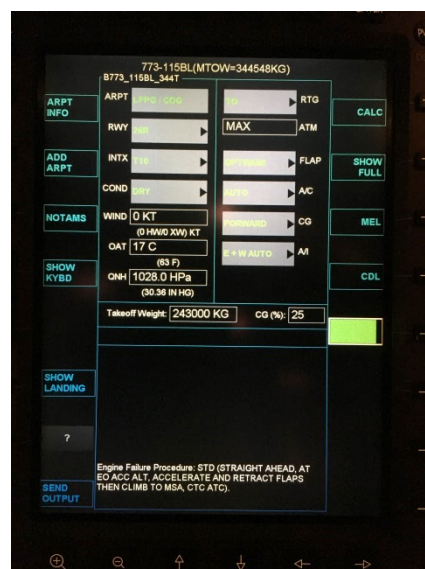 773-115BL(MTOW=344548KG)
B773_115BL_344T
ARPT INFO
ARPT
LFPG / CDG
TO
RTG
CALC
RWY
MAX
ATM
ADD ARPT
INTX
OPTIMUM
FLAP
SHOW FULL
COND
DRY
AUTO
A/C
NOTAMS
WIND
0 KT
FORWARD
CG
MEL
(0 HW/0 XW) KT
OAT
17 C
E + W AUTO
A/I
(63 F)
SHOW KYBD
QNH
1028.0 HPa
CDL
(30.36 IN HG)
Takeoff Weight:
243000 KG
CG (%):
25
SHOW LANDING
?
Engine Failure Procedure: STD (STRAIGHT AHEAD, AT
EO ACC ALT, ACCELERATE AND RETRACT FLAPS
THEN CLIMB TO MSA, CTC ATC).
SEND OUTPUT